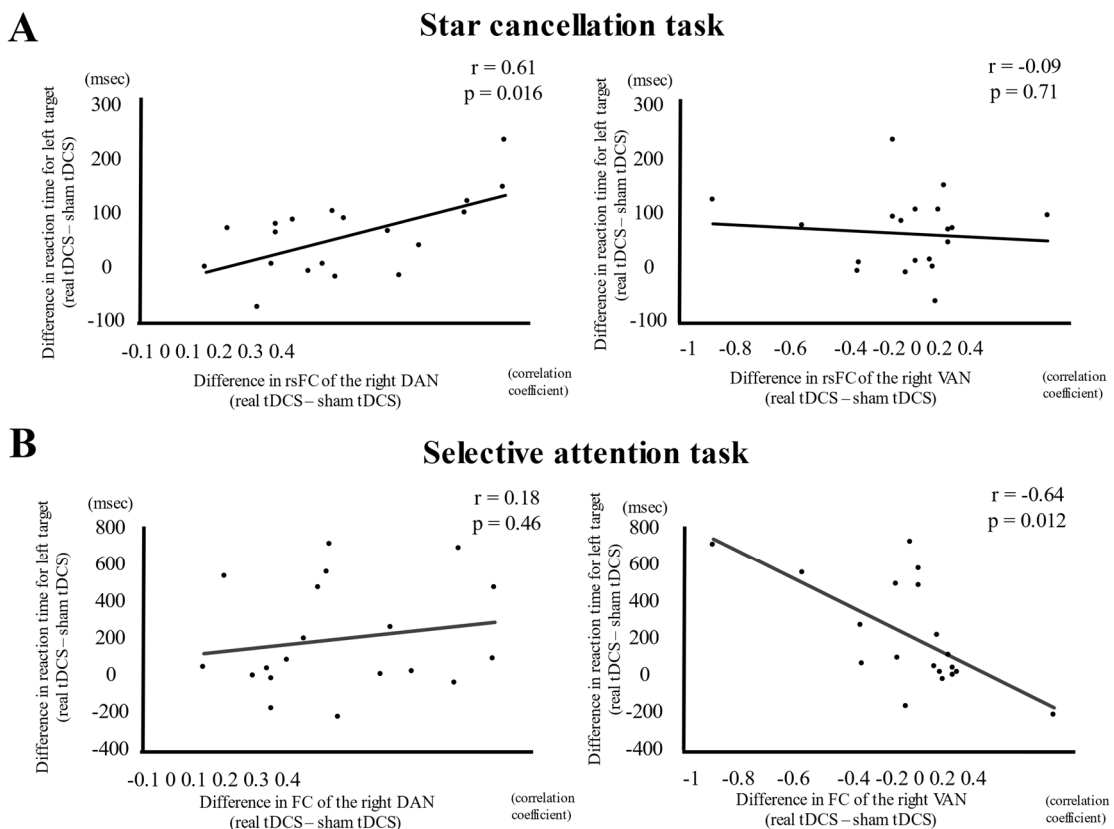 A
Star cancellation task
Difference in reaction time for left target
(real tDCS – sham tDCS)
(msec)
r = 0.61
p = 0.016
300
200
100
0
-100
-0.1 0 0.1 0.2 0.3 0.4
Difference in rsFC of the right DAN
(real tDCS – sham tDCS)
(correlation
coefficient)
Difference in reaction time for left target
(real tDCS – sham tDCS)
(msec)
r = -0.09
p = 0.71
300
200
100
0
-100
-1 -0.8 -0.6 -0.4 -0.2 0 0.2 0.4
Difference in rsFC of the right VAN
(real tDCS – sham tDCS)
(correlation
coefficient)
B
Selective attention task
Difference in reaction time for left target
(real tDCS – sham tDCS)
(msec)
r = 0.18
p = 0.46
800
600
400
200
0
-200
-400
-0.1 0 0.1 0.2 0.3 0.4
Difference in FC of the right DAN
(real tDCS – sham tDCS)
(correlation
coefficient)
Difference in reaction time for left target
(real tDCS – sham tDCS)
(msec)
r = -0.64
p = 0.012
800
600
400
200
0
-200
-400
-1 -0.8 -0.6 -0.4 -0.2 0 0.2 0.4
Difference in FC of the right VAN
(real tDCS – sham tDCS)
(correlation
coefficient)